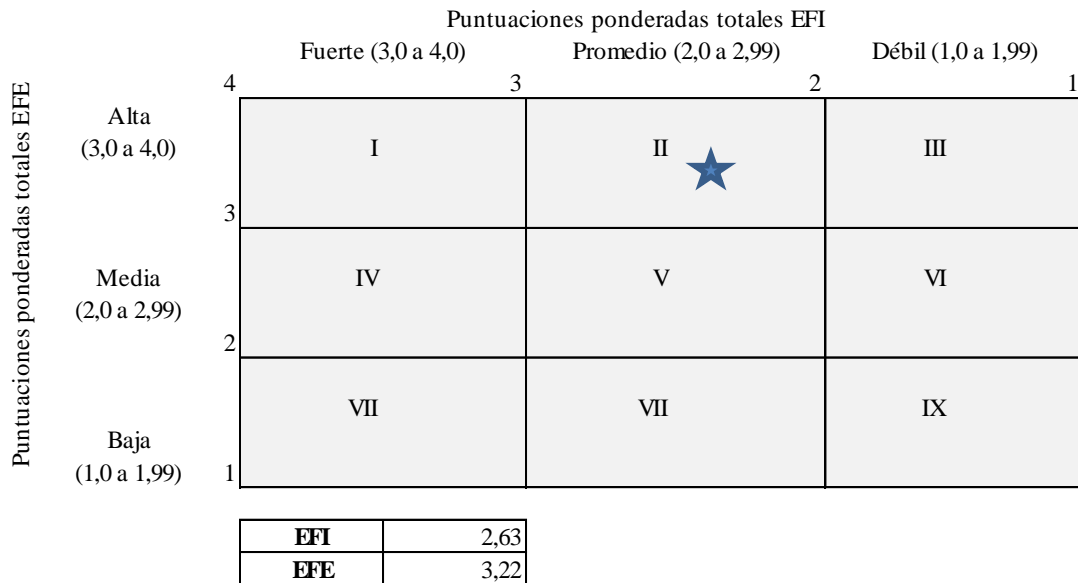 Puntuaciones ponderadas totales EFI
Fuerte (3,0 a 4,0) Promedio (2,0 a 2,99) Débil (1,0 a 1,99)
4 3 2 1
Puntuaciones ponderadas totales EFE
Alta
(3,0 a 4,0)
I II III
3
Media
(2,0 a 2,99)
IV V VI
2
Baja
(1,0 a 1,99)
VII VII IX
1
EFI 2,63
EFE 3,22